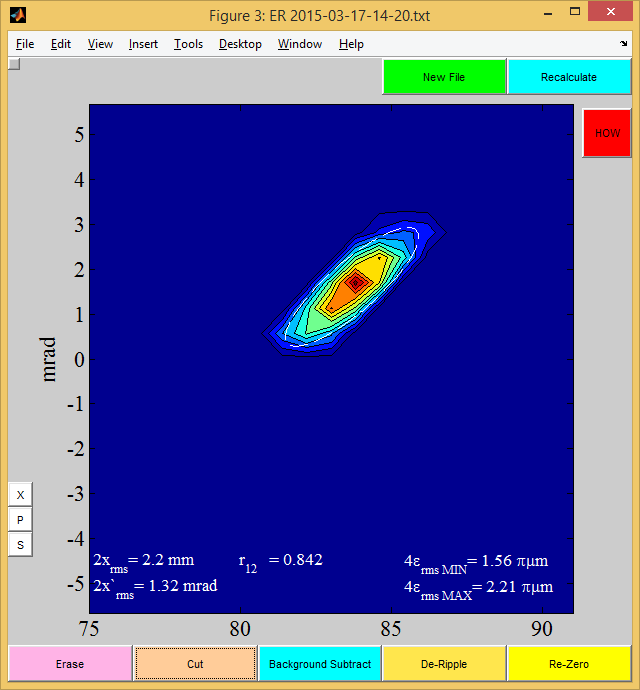 Figure 3: ER 2015-03-17-14-20.txt
File Edit View Insert Tools Desktop Window Help
New File Recalculate
HOW
5
4
3
2
1
0
-1
-2
-3
-4
-5
mrad
X
P
S
2xrms= 2.2 mm r12 = 0.842 4εrms MIN= 1.56 πµm
2x`rms= 1.32 mrad 4εrms MAX= 2.21 πµm
75 80 85 90
Erase Cut Background Subtract De-Ripple Re-Zero